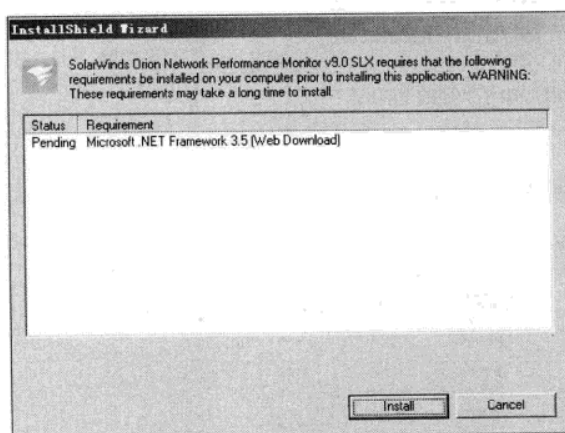 InstallShield Wizard
SolarWinds Orion Network Performance Monitor v9.0 SLX requires that the following
requirements be installed on your computer prior to installing this application. WARNING:
These requirements may take a long time to install.
Status Requirement
Pending Microsoft .NET Framework 3.5 (Web Download)
Install Cancel